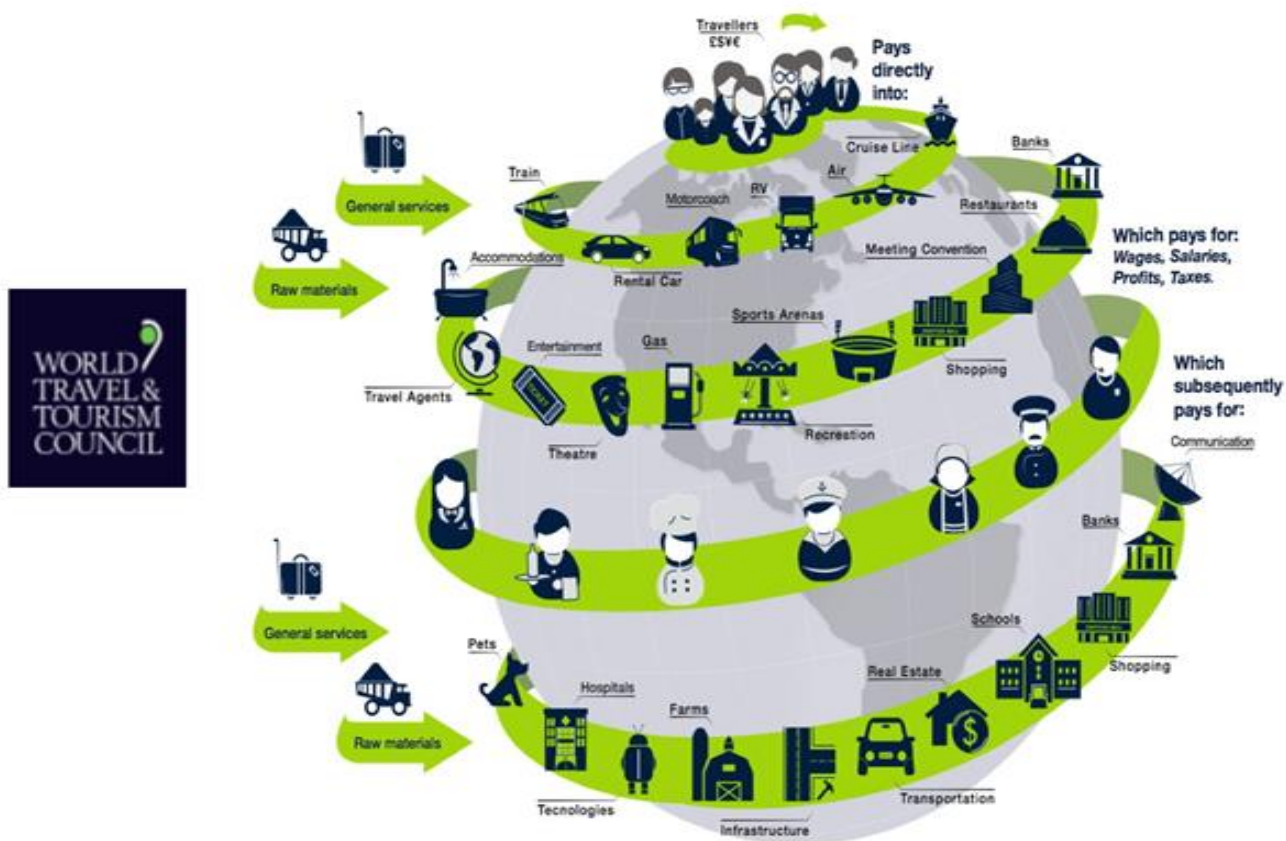 WORLD
TRAVEL &
TOURISM
COUNCIL
Travellers
£$¥€
Pays
directly
into:
Cruise Line
Banks
Train
Air
General services
Motorcoach
RV
Restaurants
Accommodations
Meeting Convention
Which pays for:
Wages, Salaries,
Profits, Taxes.
Raw materials
Rental Car
Sports Arenas
Entertainment
Gas
Shopping
Travel Agents
Theatre
Recreation
Which
subsequently
pays for:
Communication
Banks
General services
Schools
Pets
Shopping
Hospitals
Real Estate
Farms
Raw materials
Tecnologies
Transportation
Infrastructure